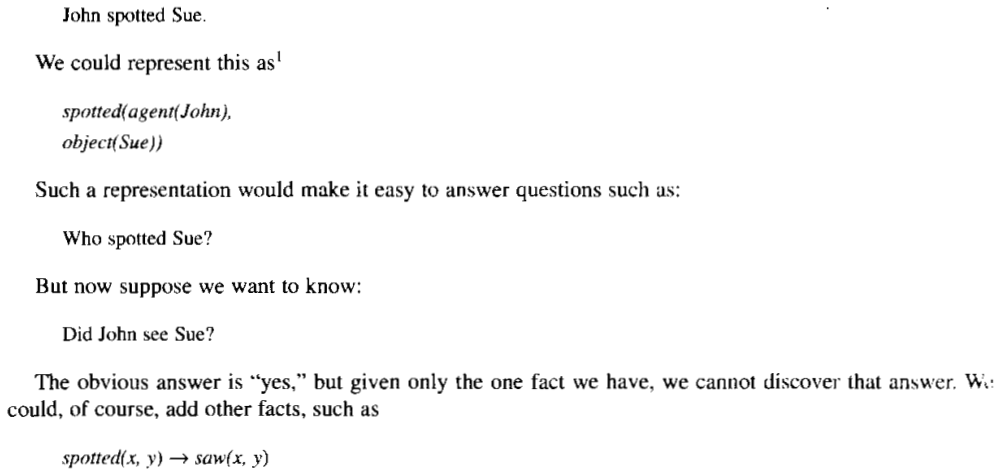 John spotted Sue.
We could represent this as¹
spotted(agent(John),
object(Sue))
Such a representation would make it easy to answer questions such as:
Who spotted Sue?
But now suppose we want to know:
Did John see Sue?
The obvious answer is “yes,” but given only the one fact we have, we cannot discover that answer. We
could, of course, add other facts, such as
spotted(x, y) → saw(x, y)